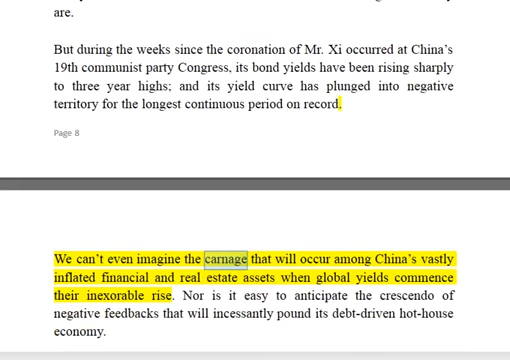 are.
But during the weeks since the coronation of Mr. Xi occurred at China's
19th communist party Congress, its bond yields have been rising sharply
to three year highs; and its yield curve has plunged into negative
territory for the longest continuous period on record.
Page 8
We can't even imagine the carnage that will occur among China's vastly
inflated financial and real estate assets when global yields commence
their inexorable rise. Nor is it easy to anticipate the crescendo of
negative feedbacks that will incessantly pound its debt-driven hot-house
economy.